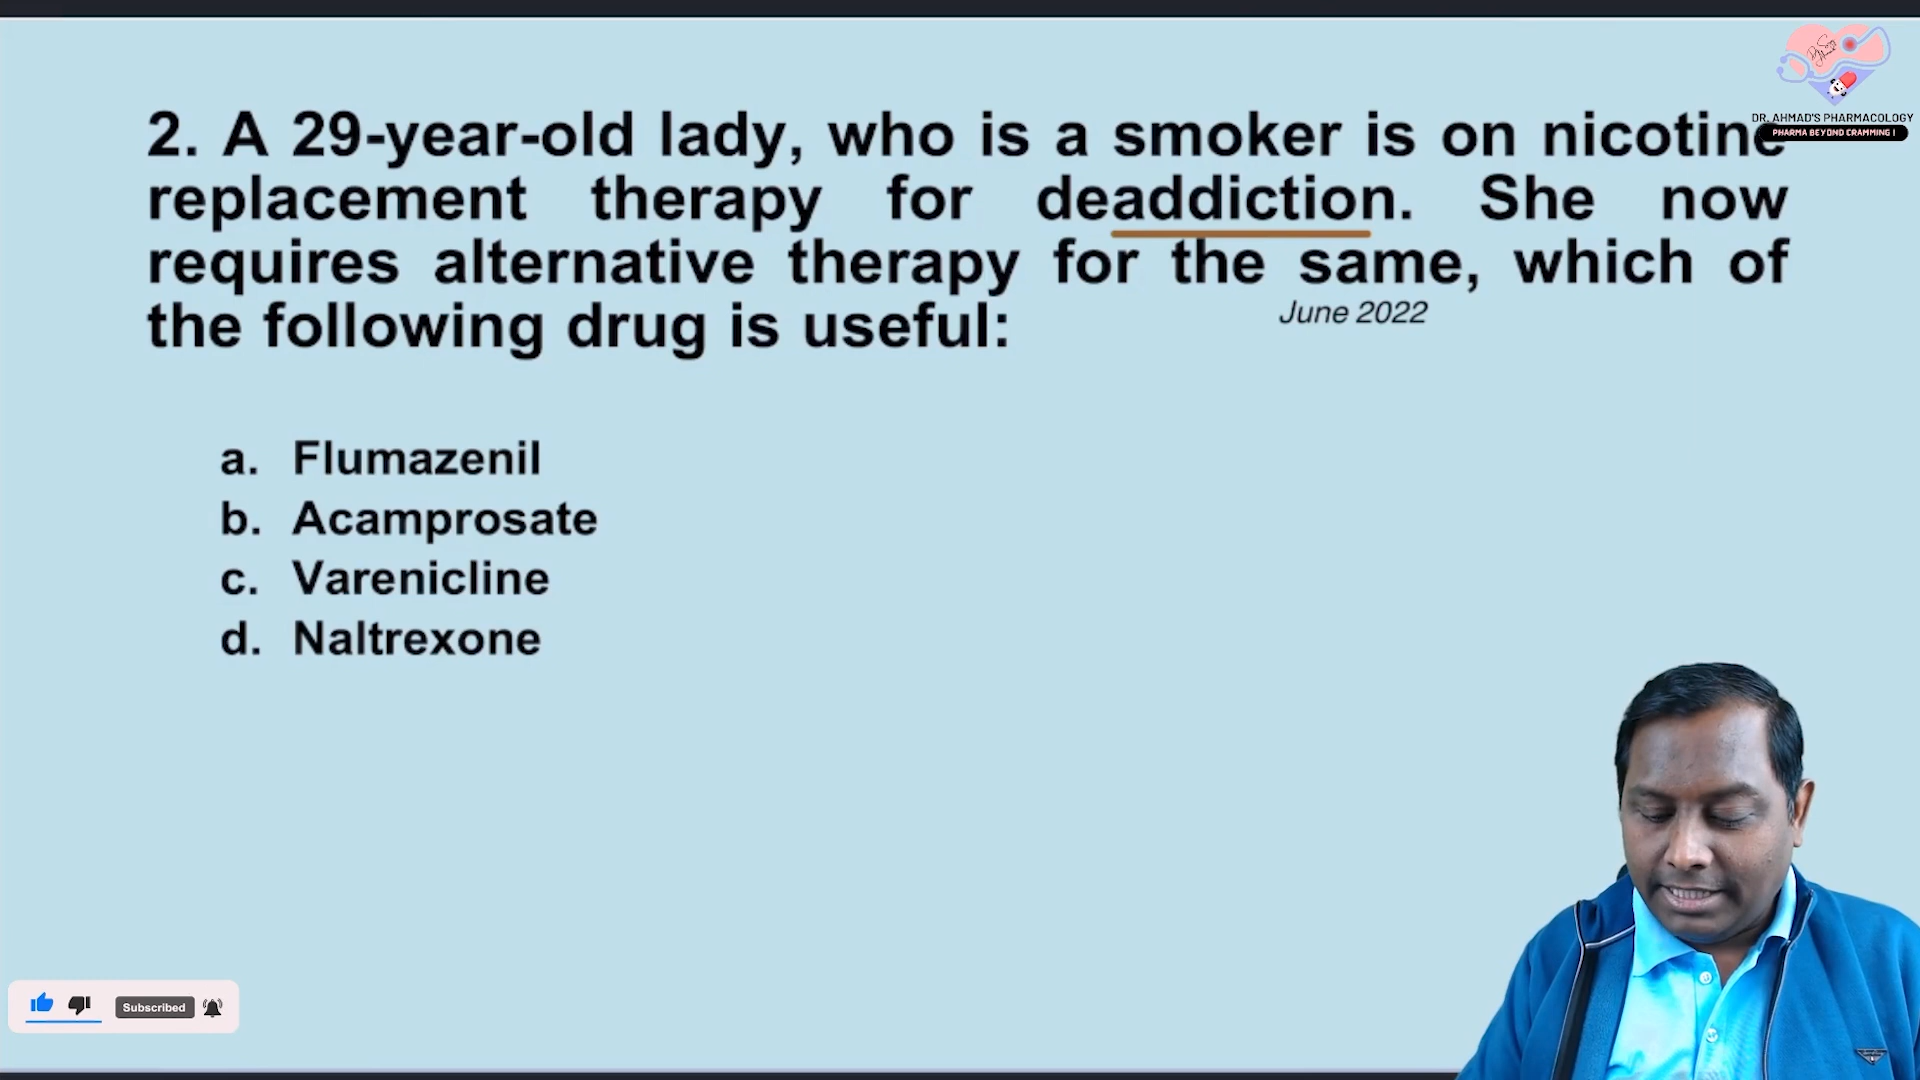 DR. AHMAD'S PHARMACOLOGY
PHARMA BEYOND CRAMMING !
2. A 29-year-old lady, who is a smoker is on nicotine
replacement therapy for deaddiction. She now
requires alternative therapy for the same, which of
the following drug is useful:
June 2022
a. Flumazenil
b. Acamprosate
c. Varenicline
d. Naltrexone
Subscribed